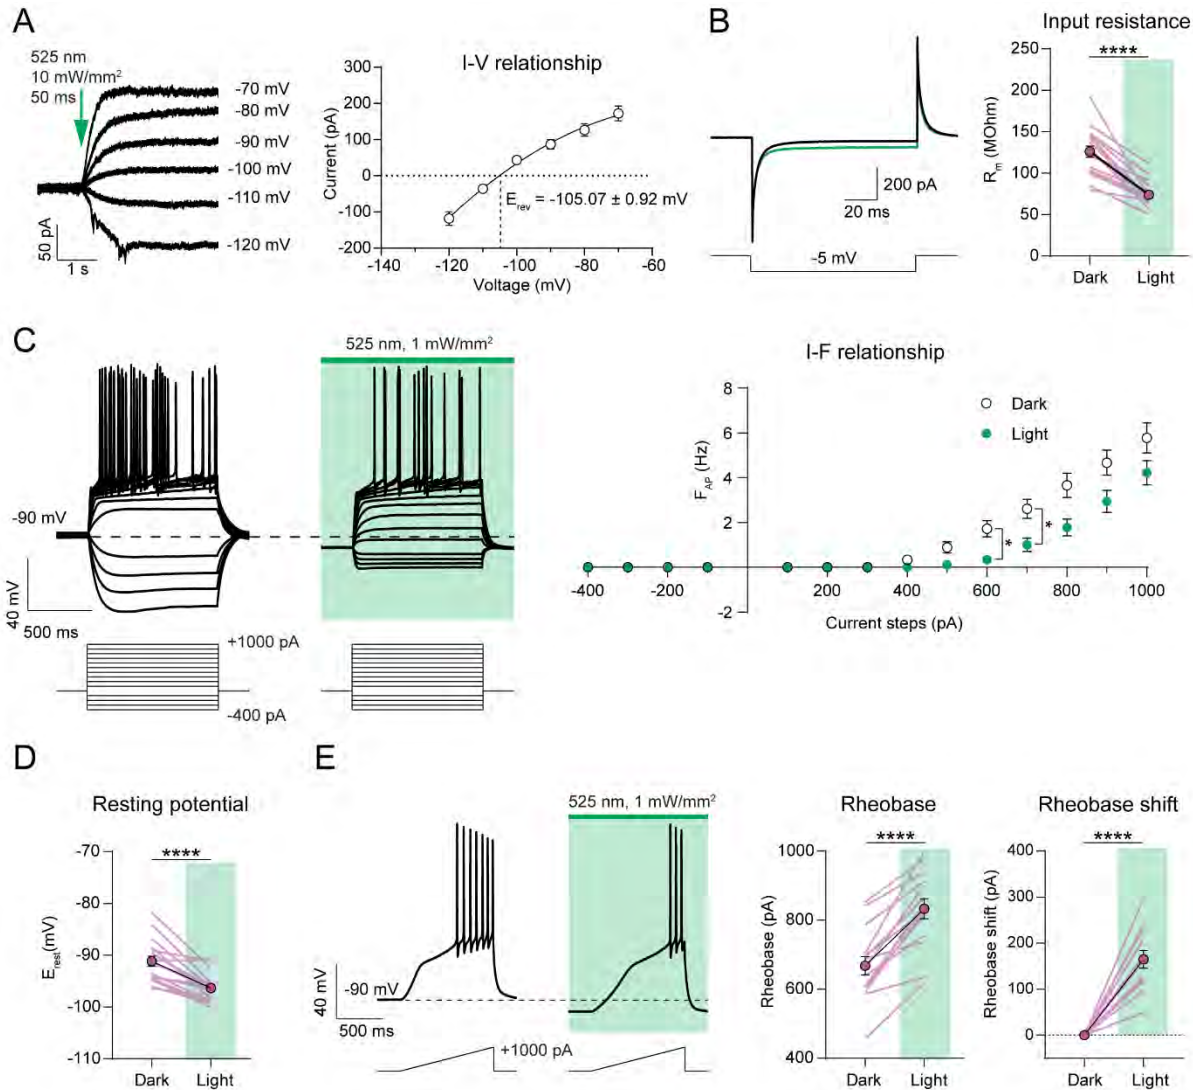 A
525 nm
10 mW/mm²
50 ms
-70 mV
-80 mV
-90 mV
-100 mV
-110 mV
-120 mV
50 pA
1 s
I-V relationship
Current (pA)
300
200
100
0
-100
-200
-140
-120
-100
-80
-60
Voltage (mV)
E_rev = -105.07 ± 0.92 mV
B
200 pA
20 ms
-5 mV
Input resistance
****
R_m (MOhm)
250
200
150
100
50
0
Dark
Light
C
-90 mV
40 mV
500 ms
+1000 pA
-400 pA
525 nm, 1 mW/mm²
I-F relationship
F_AP (Hz)
8
6
4
2
-2
Dark
Light
*
*
-400
-200
200
400
600
800
1000
Current steps (pA)
D
Resting potential
****
E_rest(mV)
-70
-80
-90
-100
-110
Dark
Light
E
-90 mV
40 mV
500 ms
+1000 pA
525 nm, 1 mW/mm²
Rheobase
****
Rheobase (pA)
1000
800
600
400
Dark
Light
Rheobase shift
****
Rheobase shift (pA)
400
300
200
100
0
Dark
Light